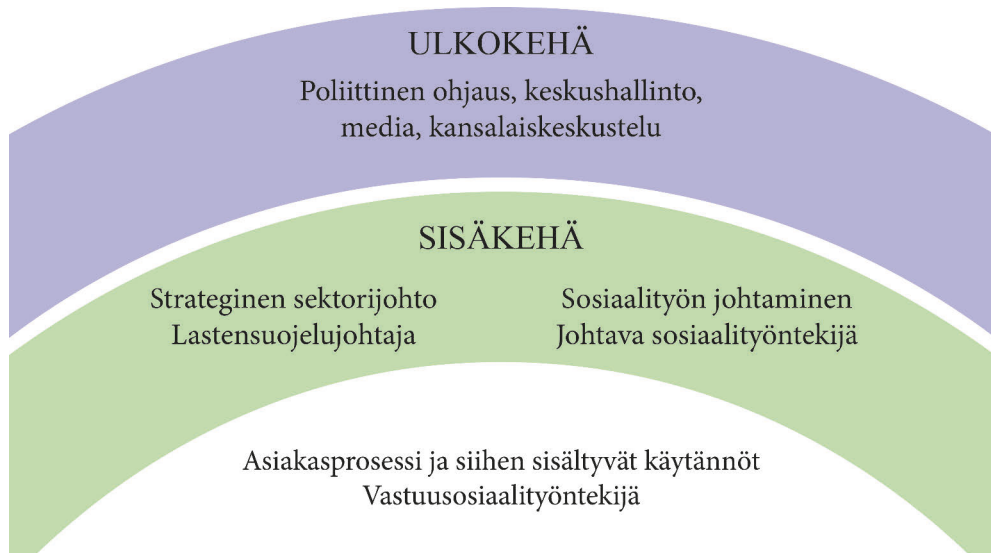 ULKOKEHÄ
Poliittinen ohjaus, keskushallinto,
media, kansalaiskeskustelu
SISÄKEHÄ
Strateginen sektorijohto
Lastensuojelujohtaja
Sosiaalityön johtaminen
Johtava sosiaalityöntekijä
Asiakasprosessi ja siihen sisältyvät käytännöt
Vastuusosiaalityöntekijä